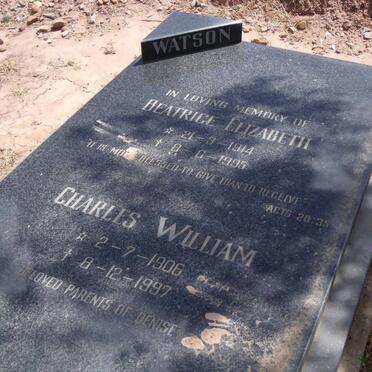 WATSON
IN LOVING MEMORY OF
BEATRICE ELIZABETH
* 21-9-1914
† 8-6-1995
"IT IS MORE BLESSED TO GIVE THAN TO RECEIVE"
ACTS 20:35
CHARLES WILLIAM
* 2-7-1906
† 8-12-1997
LOVED PARENTS OF DENISE